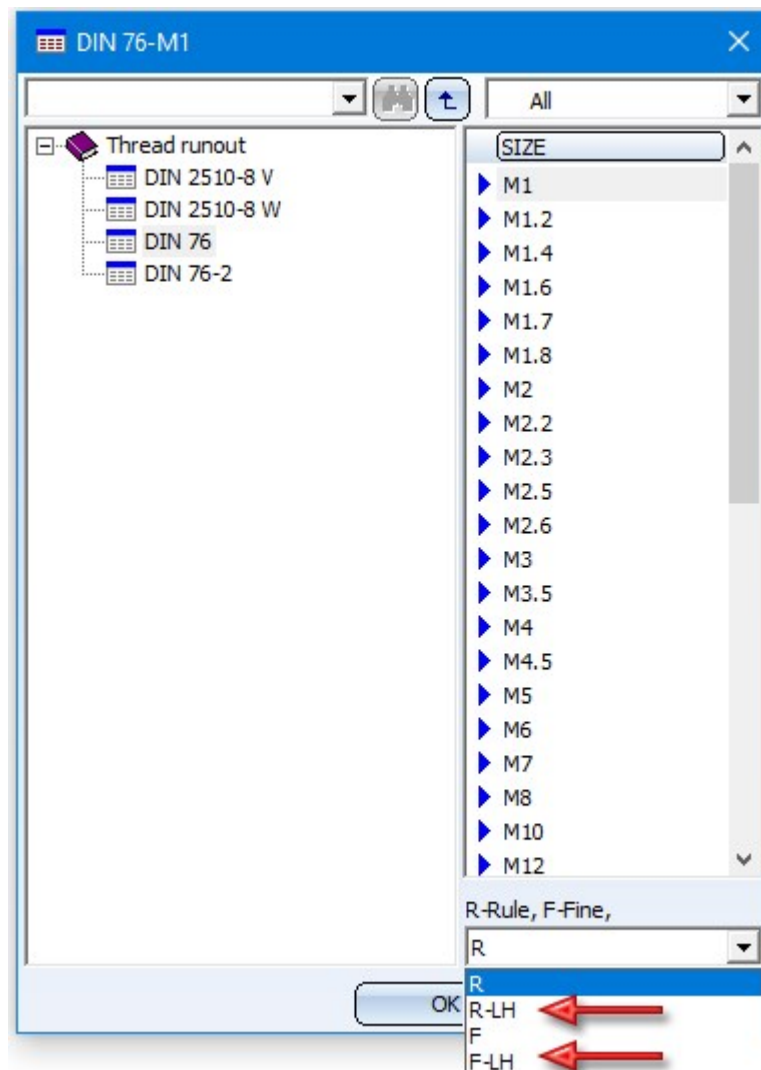 DIN 76-M1
All
Thread runout
DIN 2510-8 V
DIN 2510-8 W
DIN 76
DIN 76-2
SIZE
M1
M1.2
M1.4
M1.6
M1.7
M1.8
M2
M2.2
M2.3
M2.5
M2.6
M3
M3.5
M4
M4.5
M5
M6
M7
M8
M10
M12
R-Rule, F-Fine,
R
OK
R
R-LH
F
F-LH